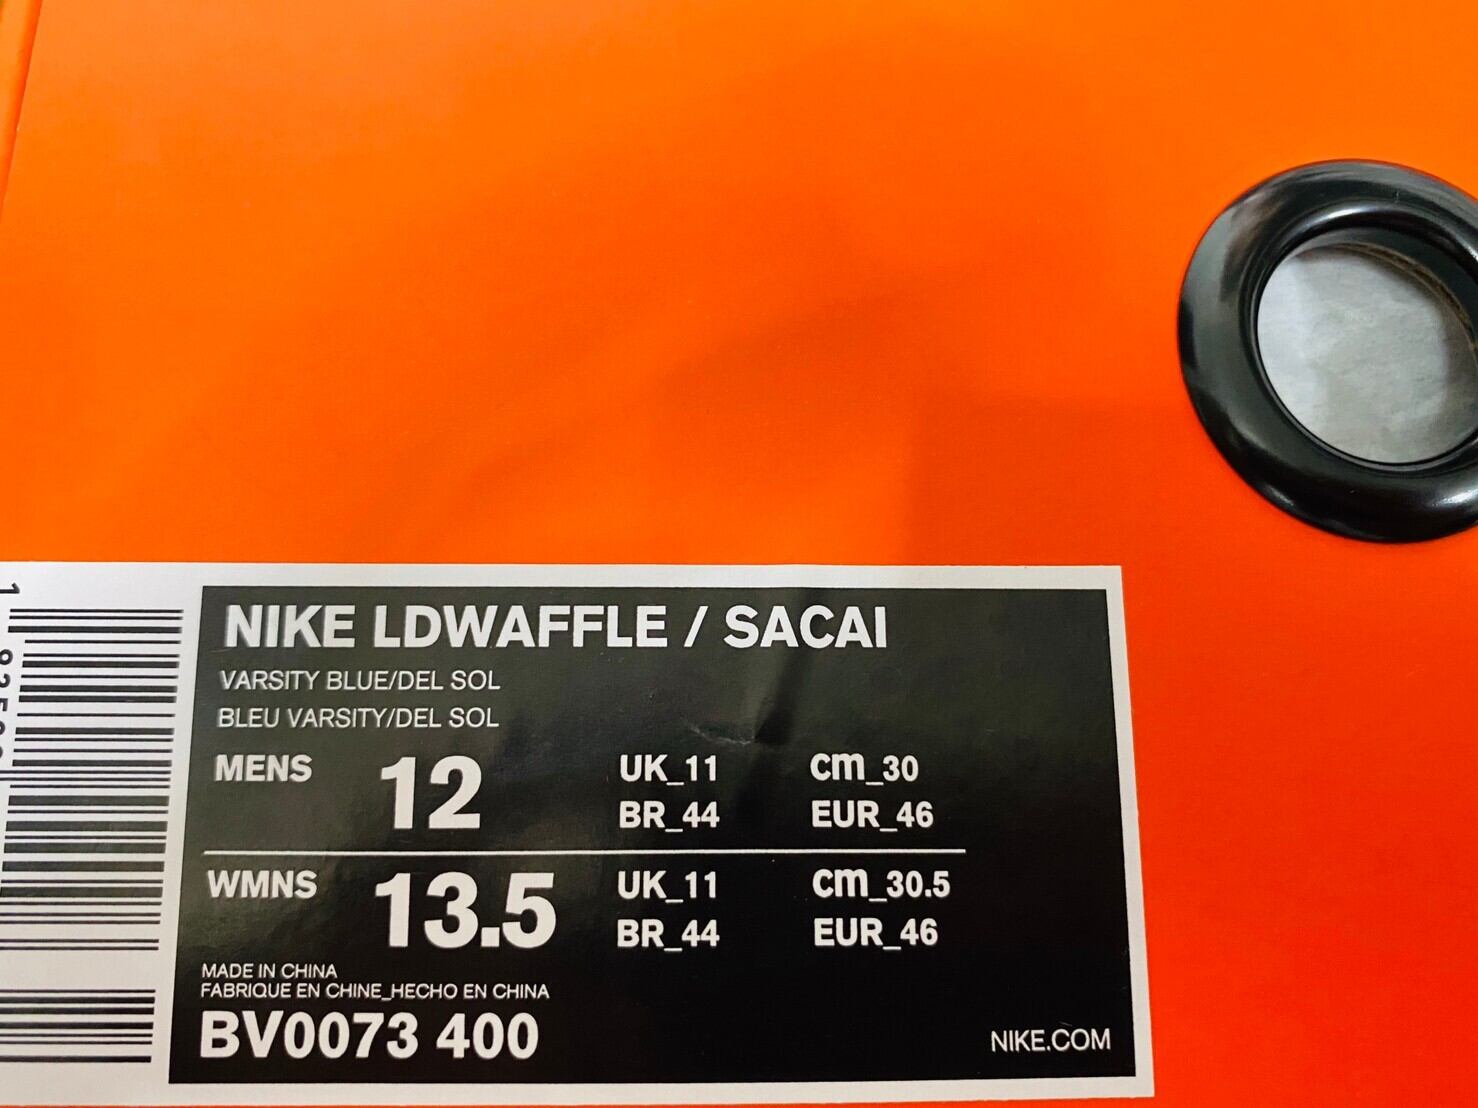 NIKE LDWAFFLE / SACAI
VARSITY BLUE/DEL SOL
BLEU VARSITY/DEL SOL
MENS 12 UK_11 cm_30
BR_44 EUR_46
WMNS 13.5 UK_11 cm_30.5
BR_44 EUR_46
MADE IN CHINA
FABRIQUE EN CHINE_HECHO EN CHINA
BV0073 400
NIKE.COM